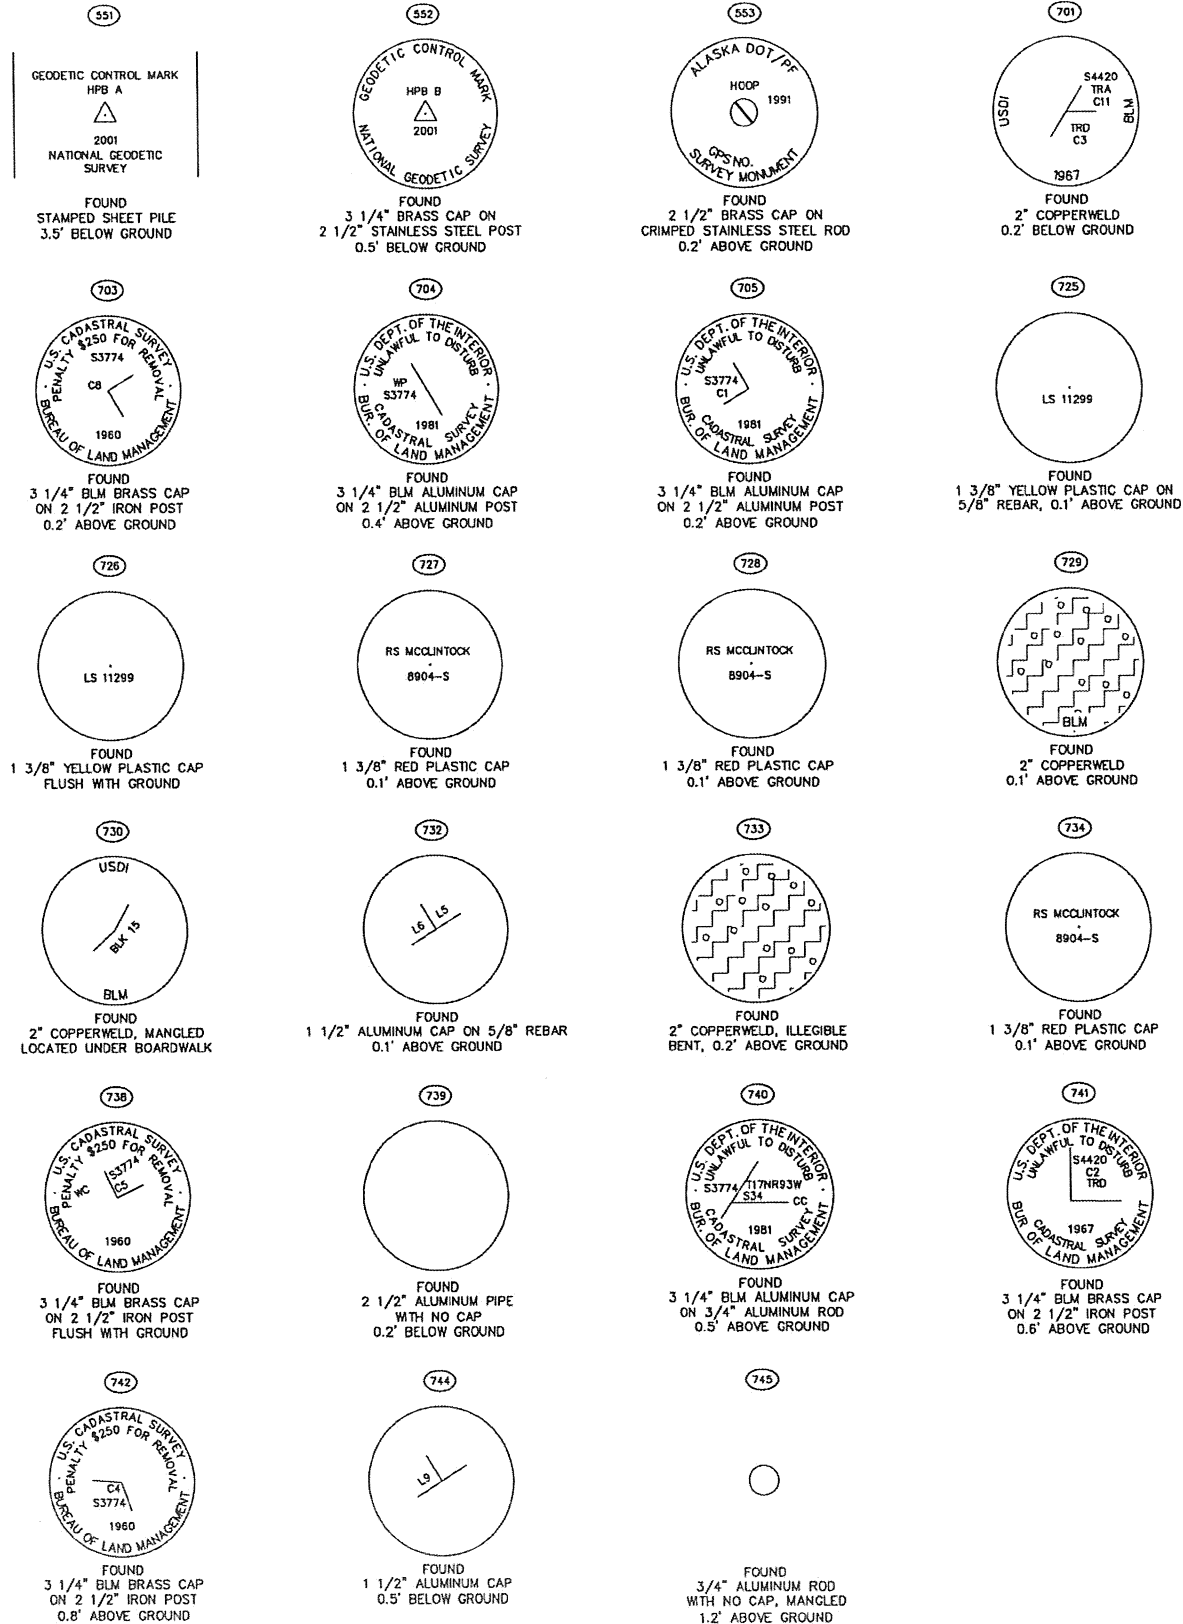 551
GEODETIC CONTROL MARK
HPB A
2001
NATIONAL GEODETIC
SURVEY
FOUND
STAMPED SHEET PILE
3.5' BELOW GROUND
552
GEODETIC CONTROL MARK
HPB B
2001
NATIONAL GEODETIC SURVEY
FOUND
3 1/4" BRASS CAP ON
2 1/2" STAINLESS STEEL POST
0.5' BELOW GROUND
553
ALASKA DOT/PF
HOOP
1991
GPS NO.
SURVEY MONUMENT
FOUND
2 1/2" BRASS CAP ON
CRIMPED STAINLESS STEEL ROD
0.2' ABOVE GROUND
701
USDI
S4420
TRA
C11
BLM
TRD
C3
1967
FOUND
2" COPPERWELD
0.2' BELOW GROUND
703
U.S. CADASTRAL SURVEY
PENALTY $250 FOR REMOVAL
S3774
C8
1960
BUREAU OF LAND MANAGEMENT
FOUND
3 1/4" BLM BRASS CAP
ON 2 1/2" IRON POST
0.2' ABOVE GROUND
704
U.S. DEPT. OF THE INTERIOR
UNLAWFUL TO DISTURB
WP
S3774
1981
CADASTRAL SURVEY
BUR. OF LAND MANAGEMENT
FOUND
3 1/4" BLM ALUMINUM CAP
ON 2 1/2" ALUMINUM POST
0.4' ABOVE GROUND
705
U.S. DEPT. OF THE INTERIOR
UNLAWFUL TO DISTURB
S3774
C1
1981
CADASTRAL SURVEY
BUR. OF LAND MANAGEMENT
FOUND
3 1/4" BLM ALUMINUM CAP
ON 2 1/2" ALUMINUM POST
0.2' ABOVE GROUND
725
LS 11299
FOUND
1 3/8" YELLOW PLASTIC CAP ON
5/8" REBAR, 0.1' ABOVE GROUND
726
LS 11299
FOUND
1 3/8" YELLOW PLASTIC CAP
FLUSH WITH GROUND
727
RS MCCLINTOCK
8904-S
FOUND
1 3/8" RED PLASTIC CAP
0.1' ABOVE GROUND
728
RS MCCLINTOCK
8904-S
FOUND
1 3/8" RED PLASTIC CAP
0.1' ABOVE GROUND
729
BLM
FOUND
2" COPPERWELD
0.1' ABOVE GROUND
730
USDI
BLK 15
BLM
FOUND
2" COPPERWELD, MANGLED
LOCATED UNDER BOARDWALK
732
L6 L5
FOUND
1 1/2" ALUMINUM CAP ON 5/8" REBAR
0.1' ABOVE GROUND
733
FOUND
2" COPPERWELD, ILLEGIBLE
BENT, 0.2' ABOVE GROUND
734
RS MCCLINTOCK
8904-S
FOUND
1 3/8" RED PLASTIC CAP
0.1' ABOVE GROUND
738
U.S. CADASTRAL SURVEY
PENALTY $250 FOR REMOVAL
WC
S3774
C5
1960
BUREAU OF LAND MANAGEMENT
FOUND
3 1/4" BLM BRASS CAP
ON 2 1/2" IRON POST
FLUSH WITH GROUND
739
FOUND
2 1/2" ALUMINUM PIPE
WITH NO CAP
0.2' BELOW GROUND
740
U.S. DEPT. OF THE INTERIOR
UNLAWFUL TO DISTURB
S3774 T17NR93W
S34 CC
1981
CADASTRAL SURVEY
BUR. OF LAND MANAGEMENT
FOUND
3 1/4" BLM ALUMINUM CAP
ON 3/4" ALUMINUM ROD
0.5' ABOVE GROUND
741
U.S. DEPT. OF THE INTERIOR
UNLAWFUL TO DISTURB
S4420
C2
TRD
1967
CADASTRAL SURVEY
BUR OF LAND MANAGEMENT
FOUND
3 1/4" BLM BRASS CAP
ON 2 1/2" IRON POST
0.6' ABOVE GROUND
742
U.S. CADASTRAL SURVEY
PENALTY $250 FOR REMOVAL
C4
S3774
1960
BUREAU OF LAND MANAGEMENT
FOUND
3 1/4" BLM BRASS CAP
ON 2 1/2" IRON POST
0.8' ABOVE GROUND
744
L9
FOUND
1 1/2" ALUMINUM CAP
0.5' BELOW GROUND
745
FOUND
3/4" ALUMINUM ROD
WITH NO CAP, MANGLED
1.2' ABOVE GROUND